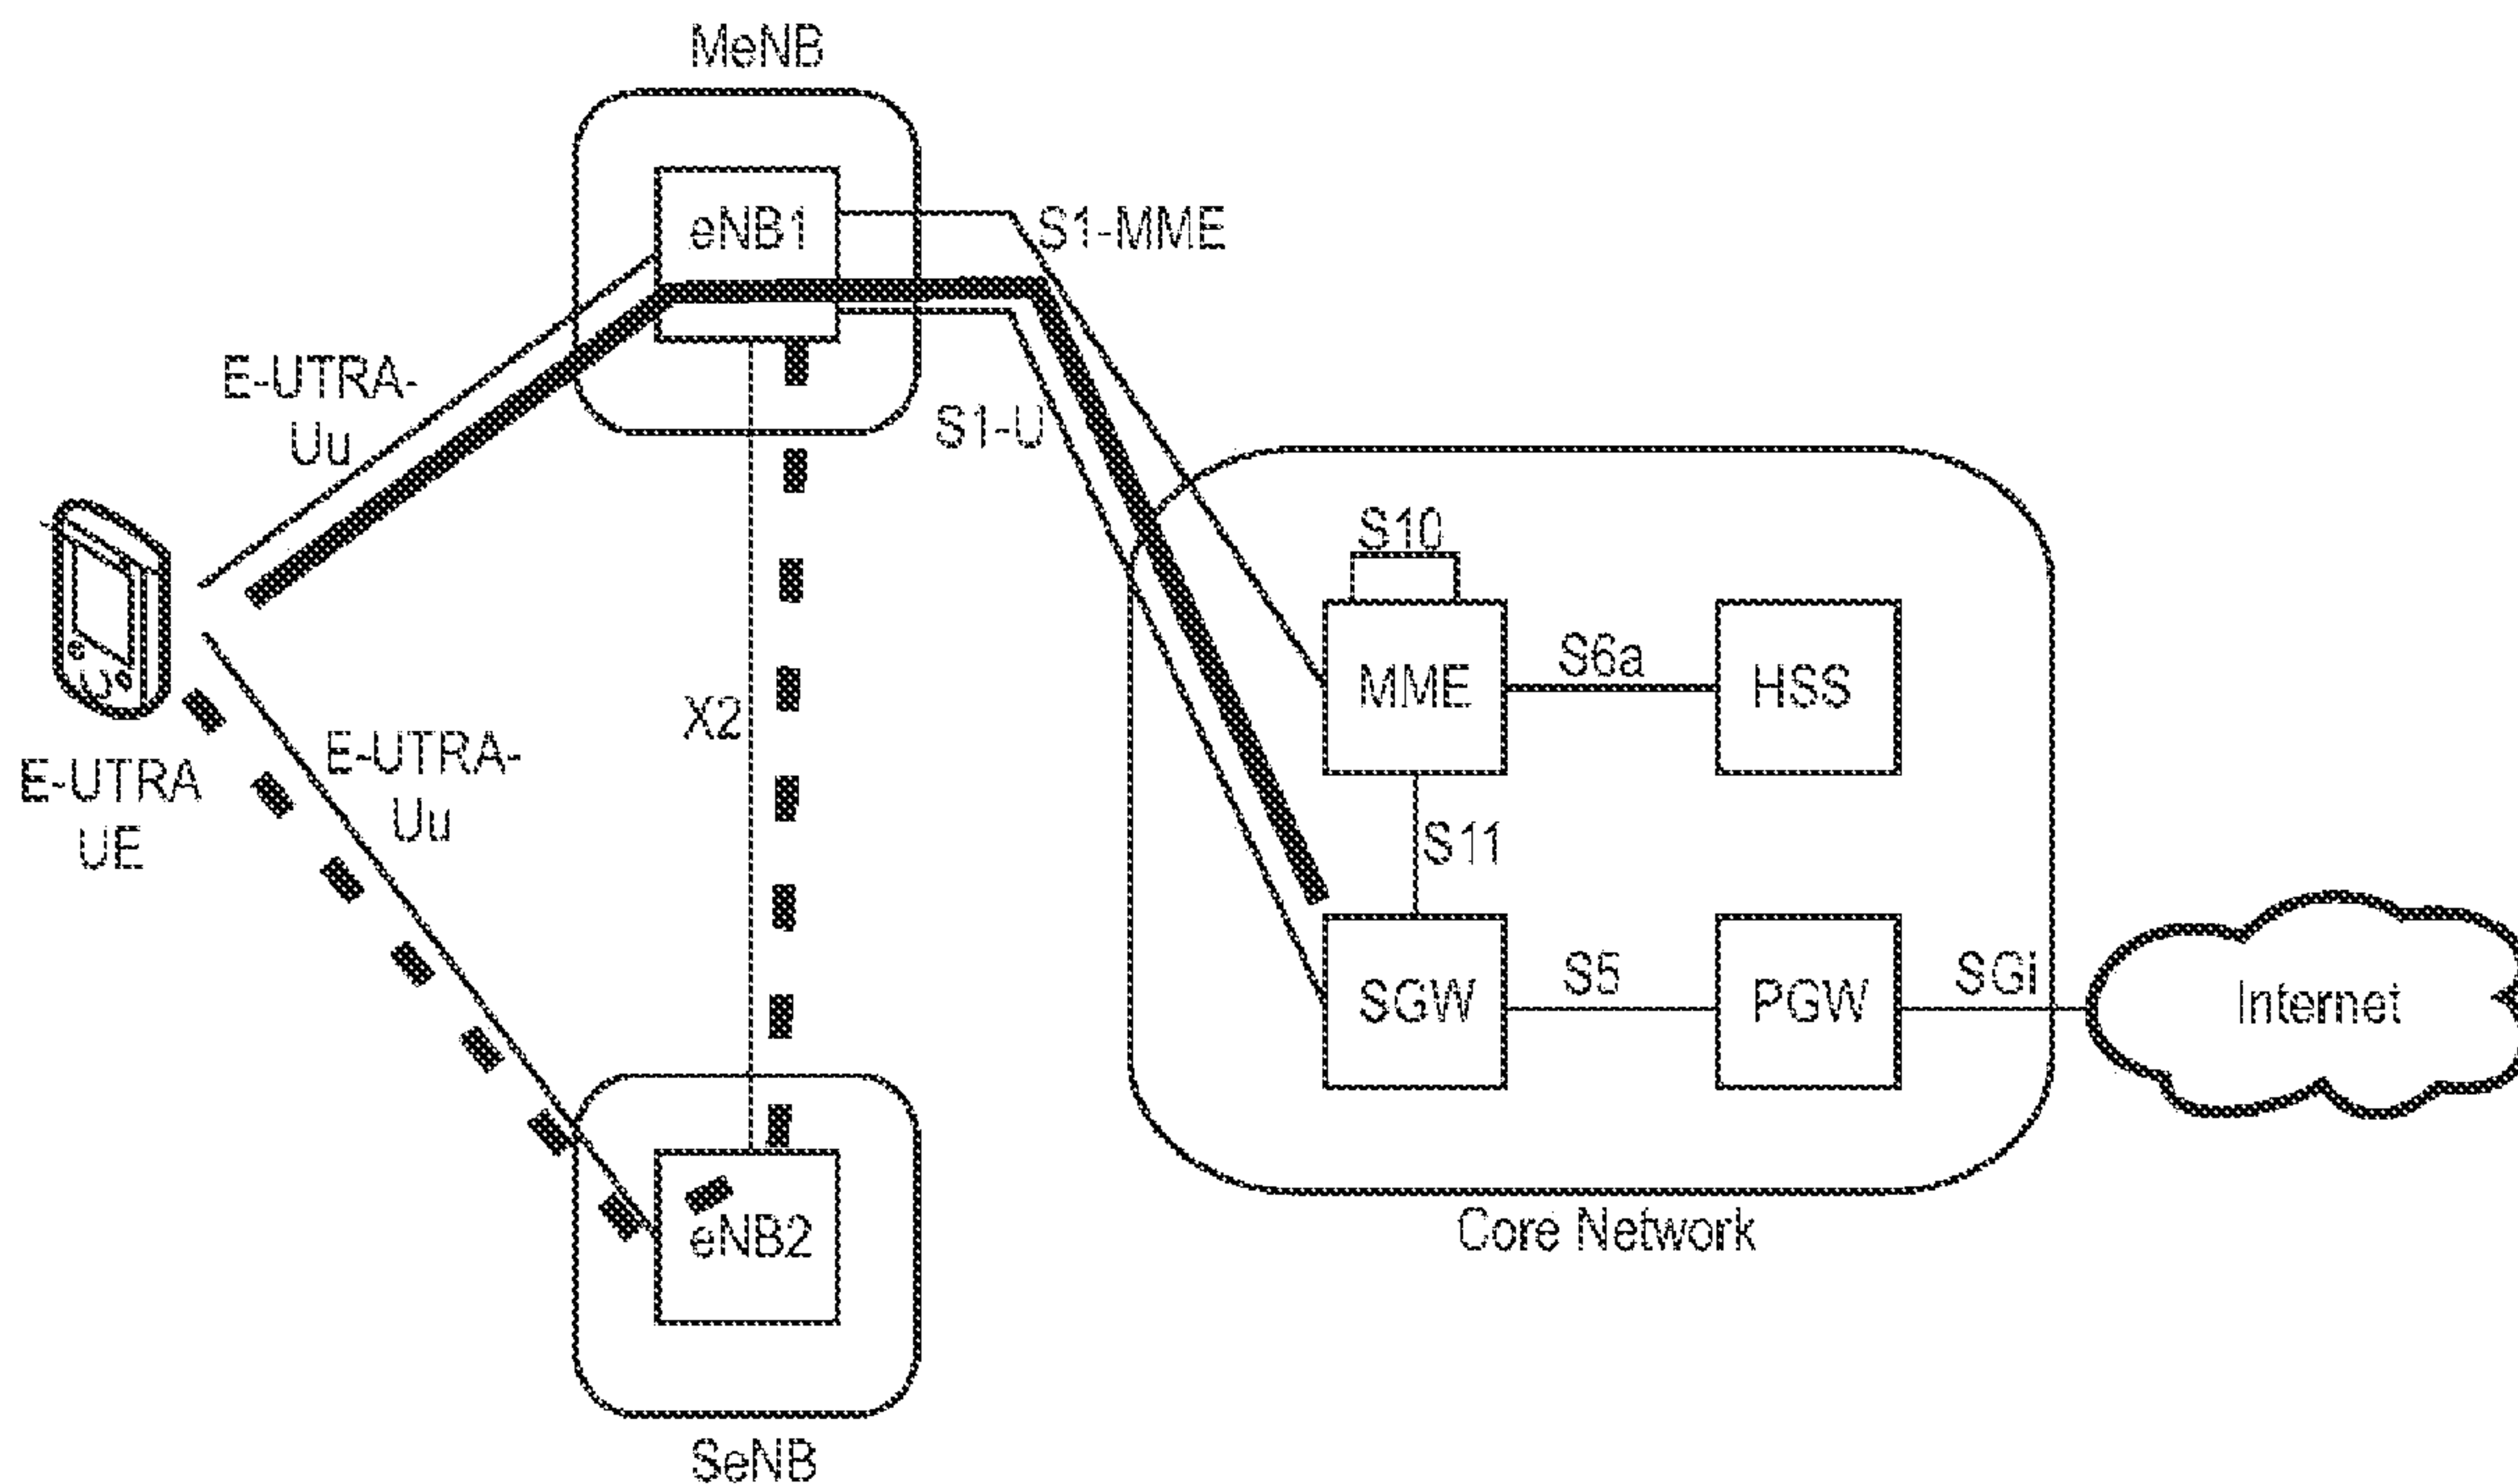 MeNB
eNB1
S1-MME
E-UTRA-
Uu
S1-U
S10
MME
S6a
HSS
X2
E-UTRA-
Uu
E-UTRA
UE
S11
SGW
S5
PGW
SGi
Internet
eNB2
Core Network
SeNB